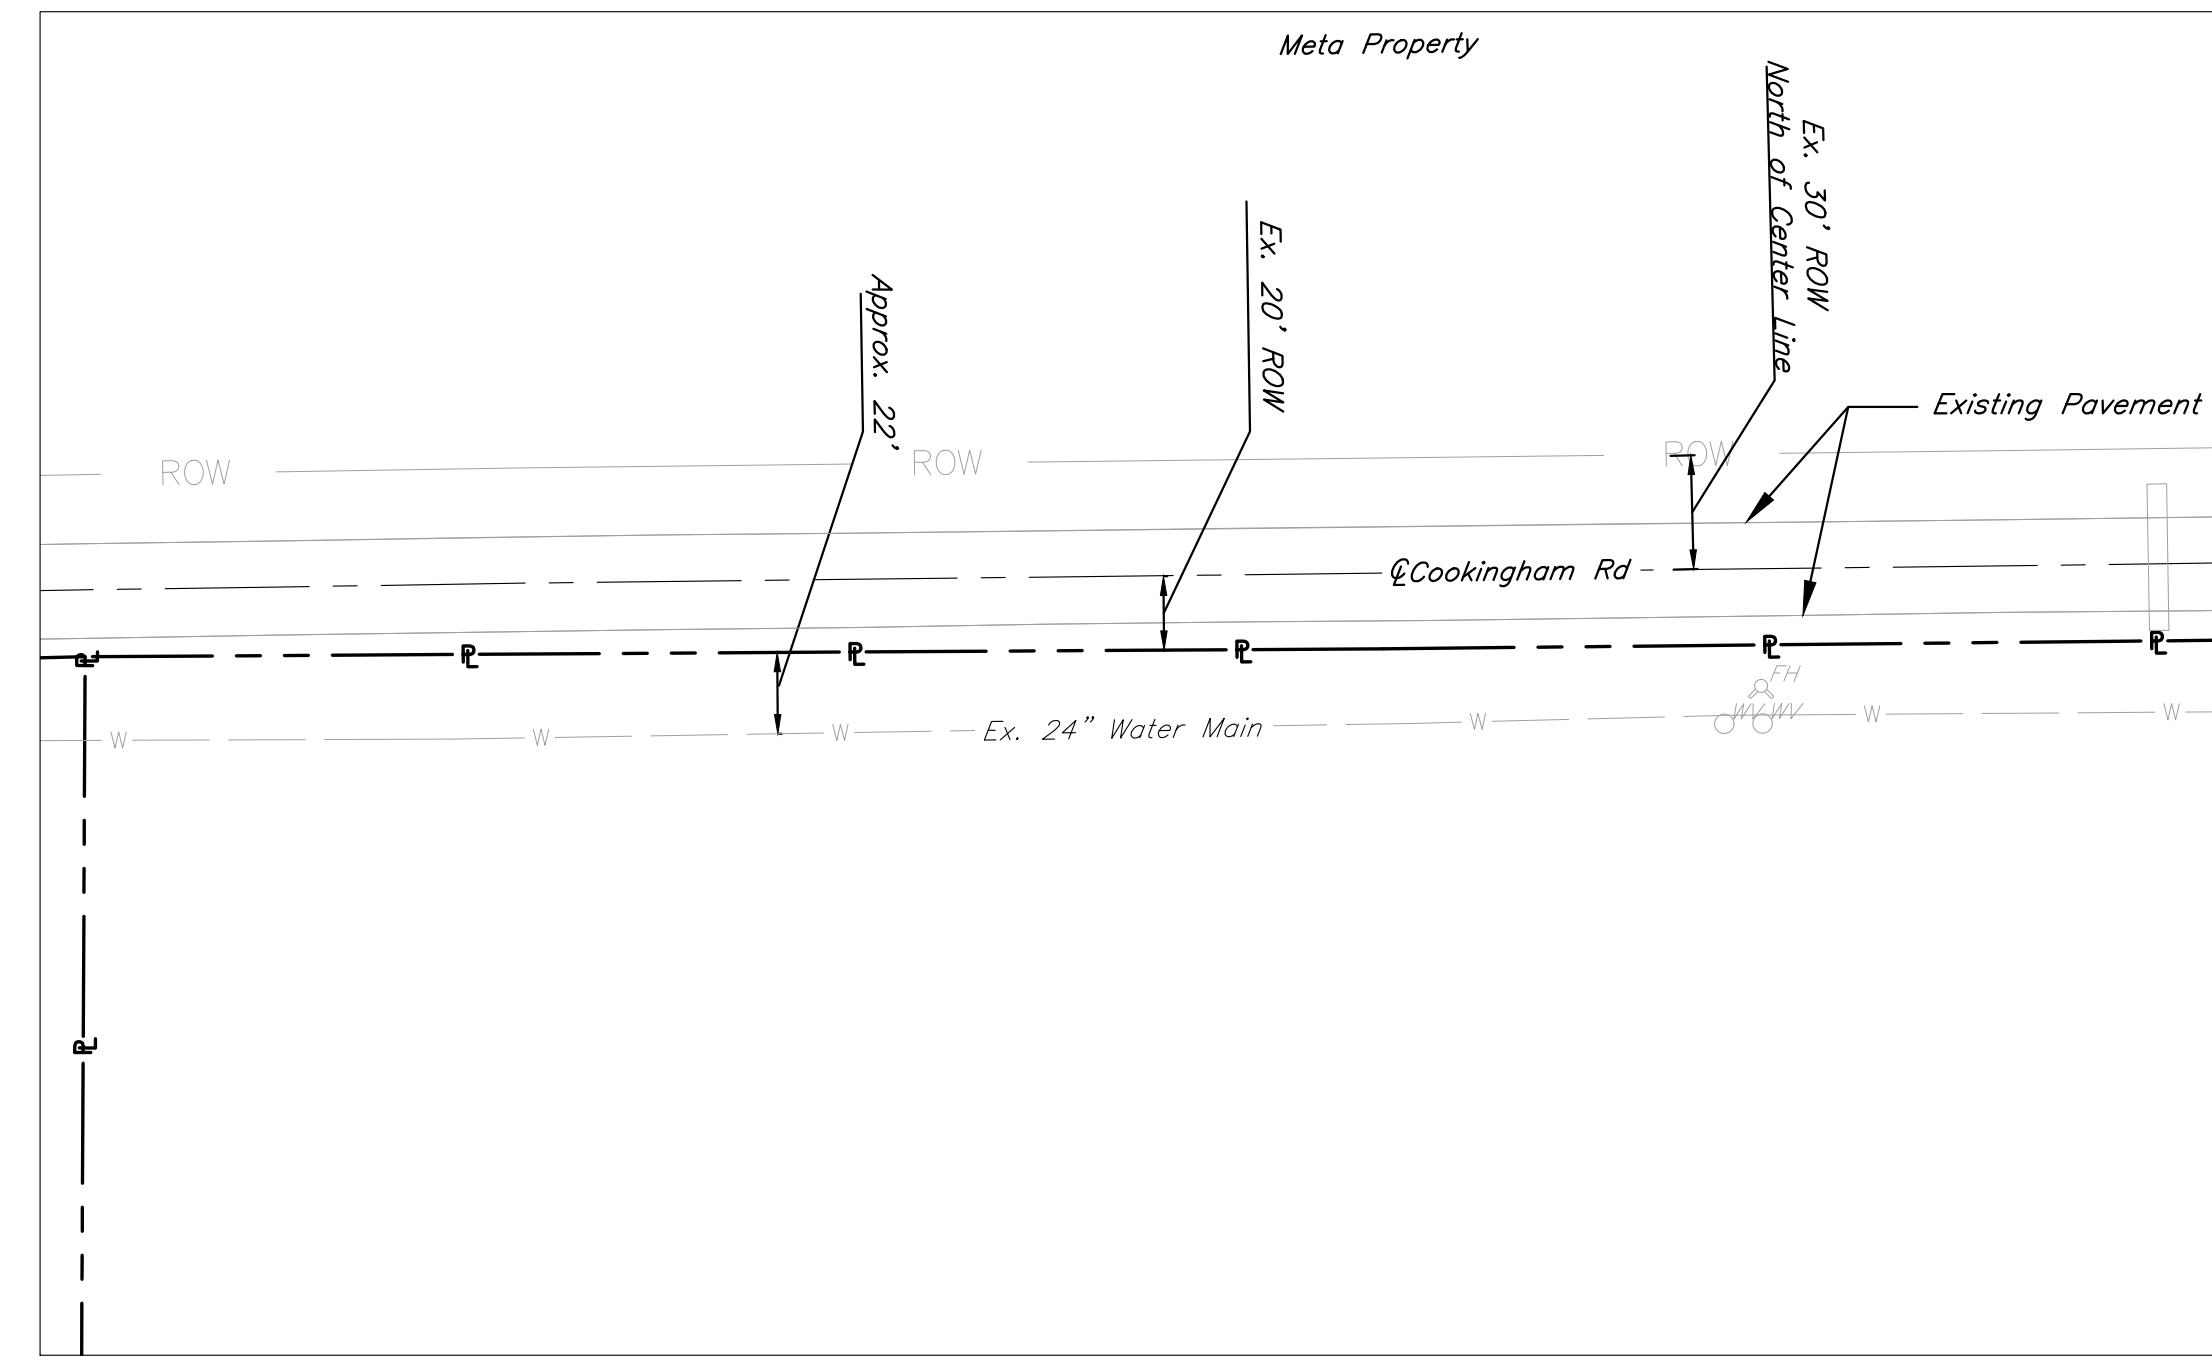 Meta Property
Ex. 30' ROW
North of Center Line
Ex. 20' ROW
Approx. 22'
Existing Pavement
ROW
ROW
ROW
℄ Cookingham Rd
PL
PL
PL
PL
PL
PL
FH
W
W
W
Ex. 24" Water Main
W
WV WV
W
W
PL